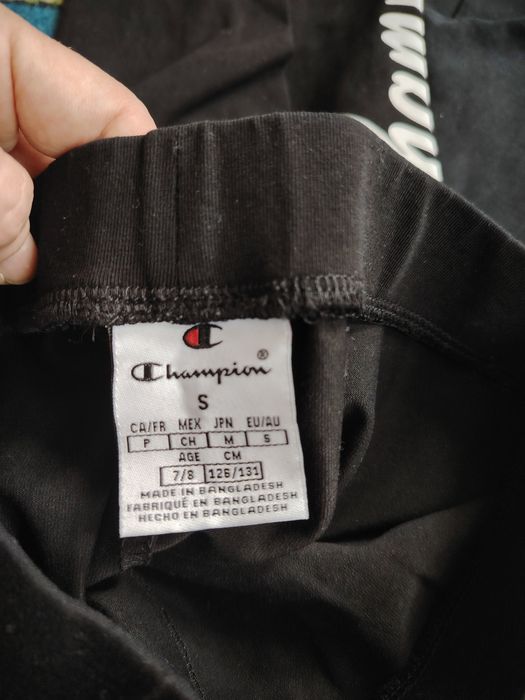 Champion®
S
CA/FR MEX JPN EU/AU
P CH M S
AGE CM
7/8 126/131
MADE IN BANGLADESH
FABRIQUÉ EN BANGLADESH
HECHO EN BANGLADESH